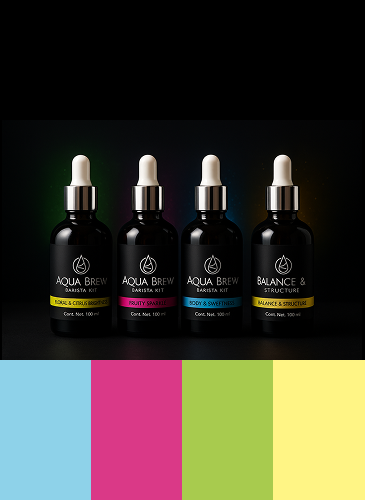 AQUA BREW
BARISTA KIT
FLORAL & CITRUS BRIGHTNESS
Cont. Net. 100 ml
AQUA BREW
BARISTA KIT
FRUITY SPARKLE
Cont. Net. 100 ml
AQUA BREW
BARISTA KIT
BODY & SWEETNESS
Cont. Net. 100 ml
BALANCE &
STRUCTURE
BALANCE & STRUCTURE
Cont. Net. 100 ml